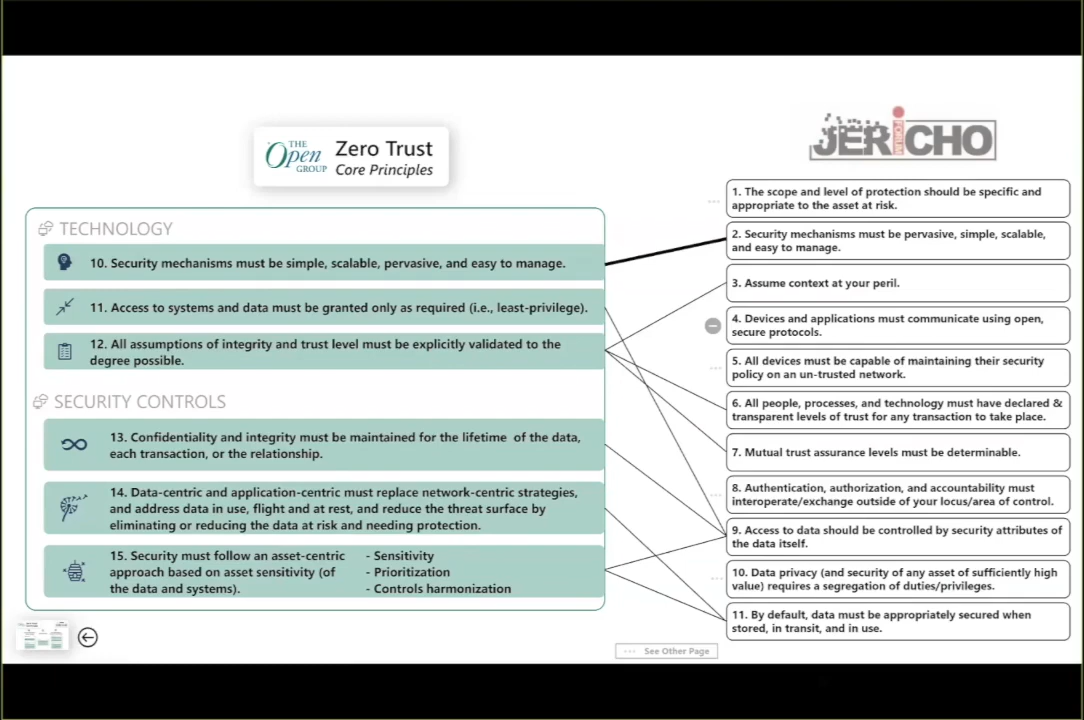 THE
Open
GROUP
Zero Trust
Core Principles
TECHNOLOGY
10. Security mechanisms must be simple, scalable, pervasive, and easy to manage.
11. Access to systems and data must be granted only as required (i.e., least-privilege).
12. All assumptions of integrity and trust level must be explicitly validated to the
degree possible.
SECURITY CONTROLS
13. Confidentiality and integrity must be maintained for the lifetime of the data,
each transaction, or the relationship.
14. Data-centric and application-centric must replace network-centric strategies,
and address data in use, flight and at rest, and reduce the threat surface by
eliminating or reducing the data at risk and needing protection.
15. Security must follow an asset-centric
approach based on asset sensitivity (of
the data and systems).
- Sensitivity
- Prioritization
- Controls harmonization
JERICHO
FORUM
1. The scope and level of protection should be specific and
appropriate to the asset at risk.
2. Security mechanisms must be pervasive, simple, scalable,
and easy to manage.
3. Assume context at your peril.
4. Devices and applications must communicate using open,
secure protocols.
5. All devices must be capable of maintaining their security
policy on an un-trusted network.
6. All people, processes, and technology must have declared &
transparent levels of trust for any transaction to take place.
7. Mutual trust assurance levels must be determinable.
8. Authentication, authorization, and accountability must
interoperate/exchange outside of your locus/area of control.
9. Access to data should be controlled by security attributes of
the data itself.
10. Data privacy (and security of any asset of sufficiently high
value) requires a segregation of duties/privileges.
11. By default, data must be appropriately secured when
stored, in transit, and in use.
··· See Other Page